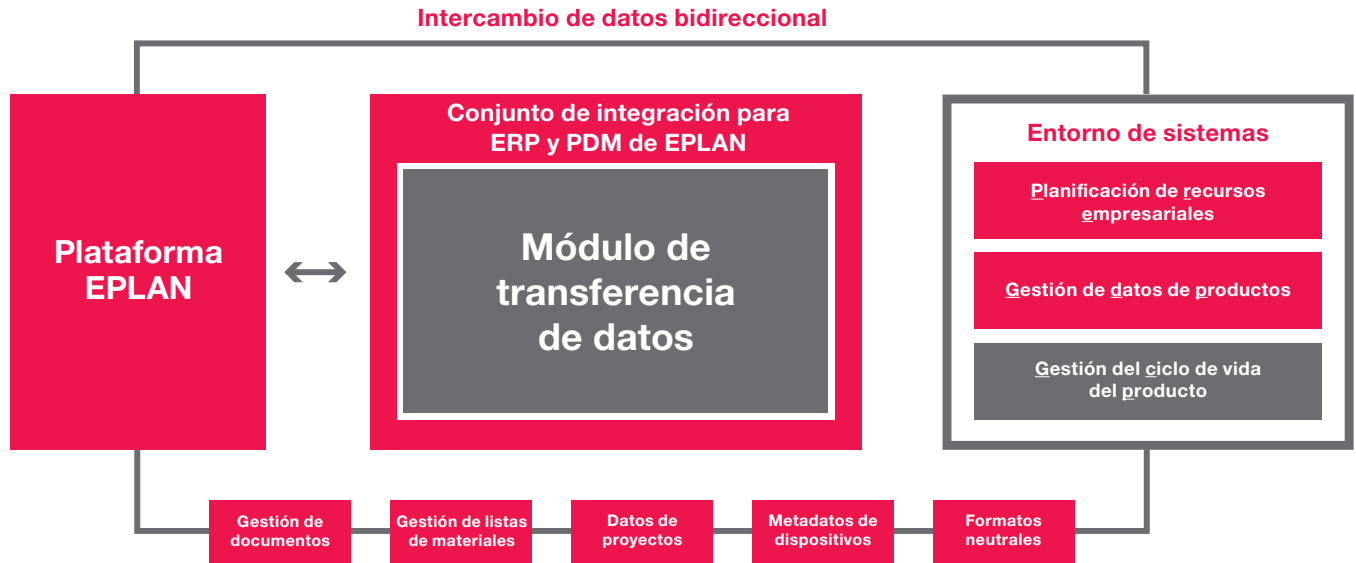 Intercambio de datos bidireccional
Plataforma
EPLAN
Conjunto de integración para
ERP y PDM de EPLAN
Módulo de
transferencia
de datos
Entorno de sistemas
Planificación de recursos
empresariales
Gestión de datos de productos
Gestión del ciclo de vida
del producto
Gestión de
documentos
Gestión de listas
de materiales
Datos de
proyectos
Metadatos de
dispositivos
Formatos
neutrales